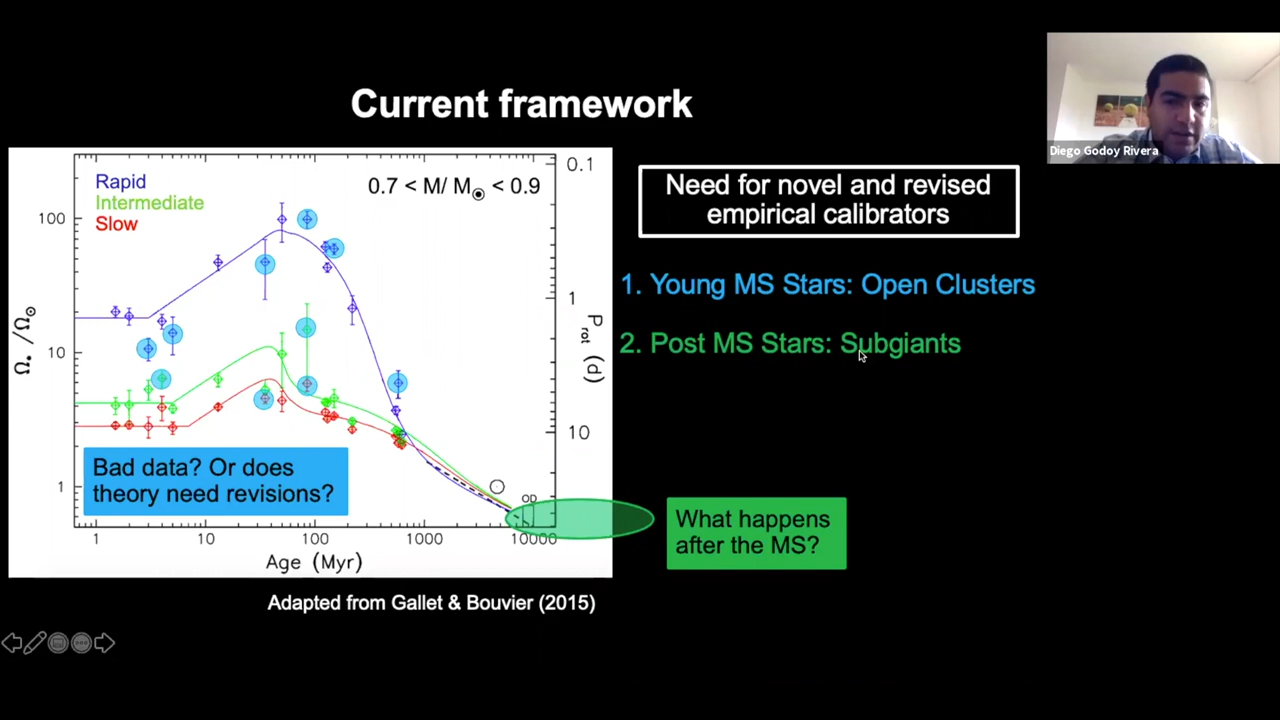 Current framework
Diego Godoy Rivera
Rapid
Intermediate
Slow
0.7 < M/ M☉ < 0.9
100
10
1
Ω* /Ω☉
0.1
1
10
P rot (d)
1
10
100
1000
10000
Age (Myr)
Bad data? Or does
theory need revisions?
Adapted from Gallet & Bouvier (2015)
Need for novel and revised
empirical calibrators
1. Young MS Stars: Open Clusters
2. Post MS Stars: Subgiants
What happens
after the MS?